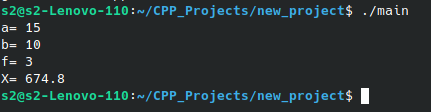 s2@s2-Lenovo-110:~/CPP_Projects/new_project$ ./main
a= 15
b= 10
f= 3
X= 674.8
s2@s2-Lenovo-110:~/CPP_Projects/new_project$